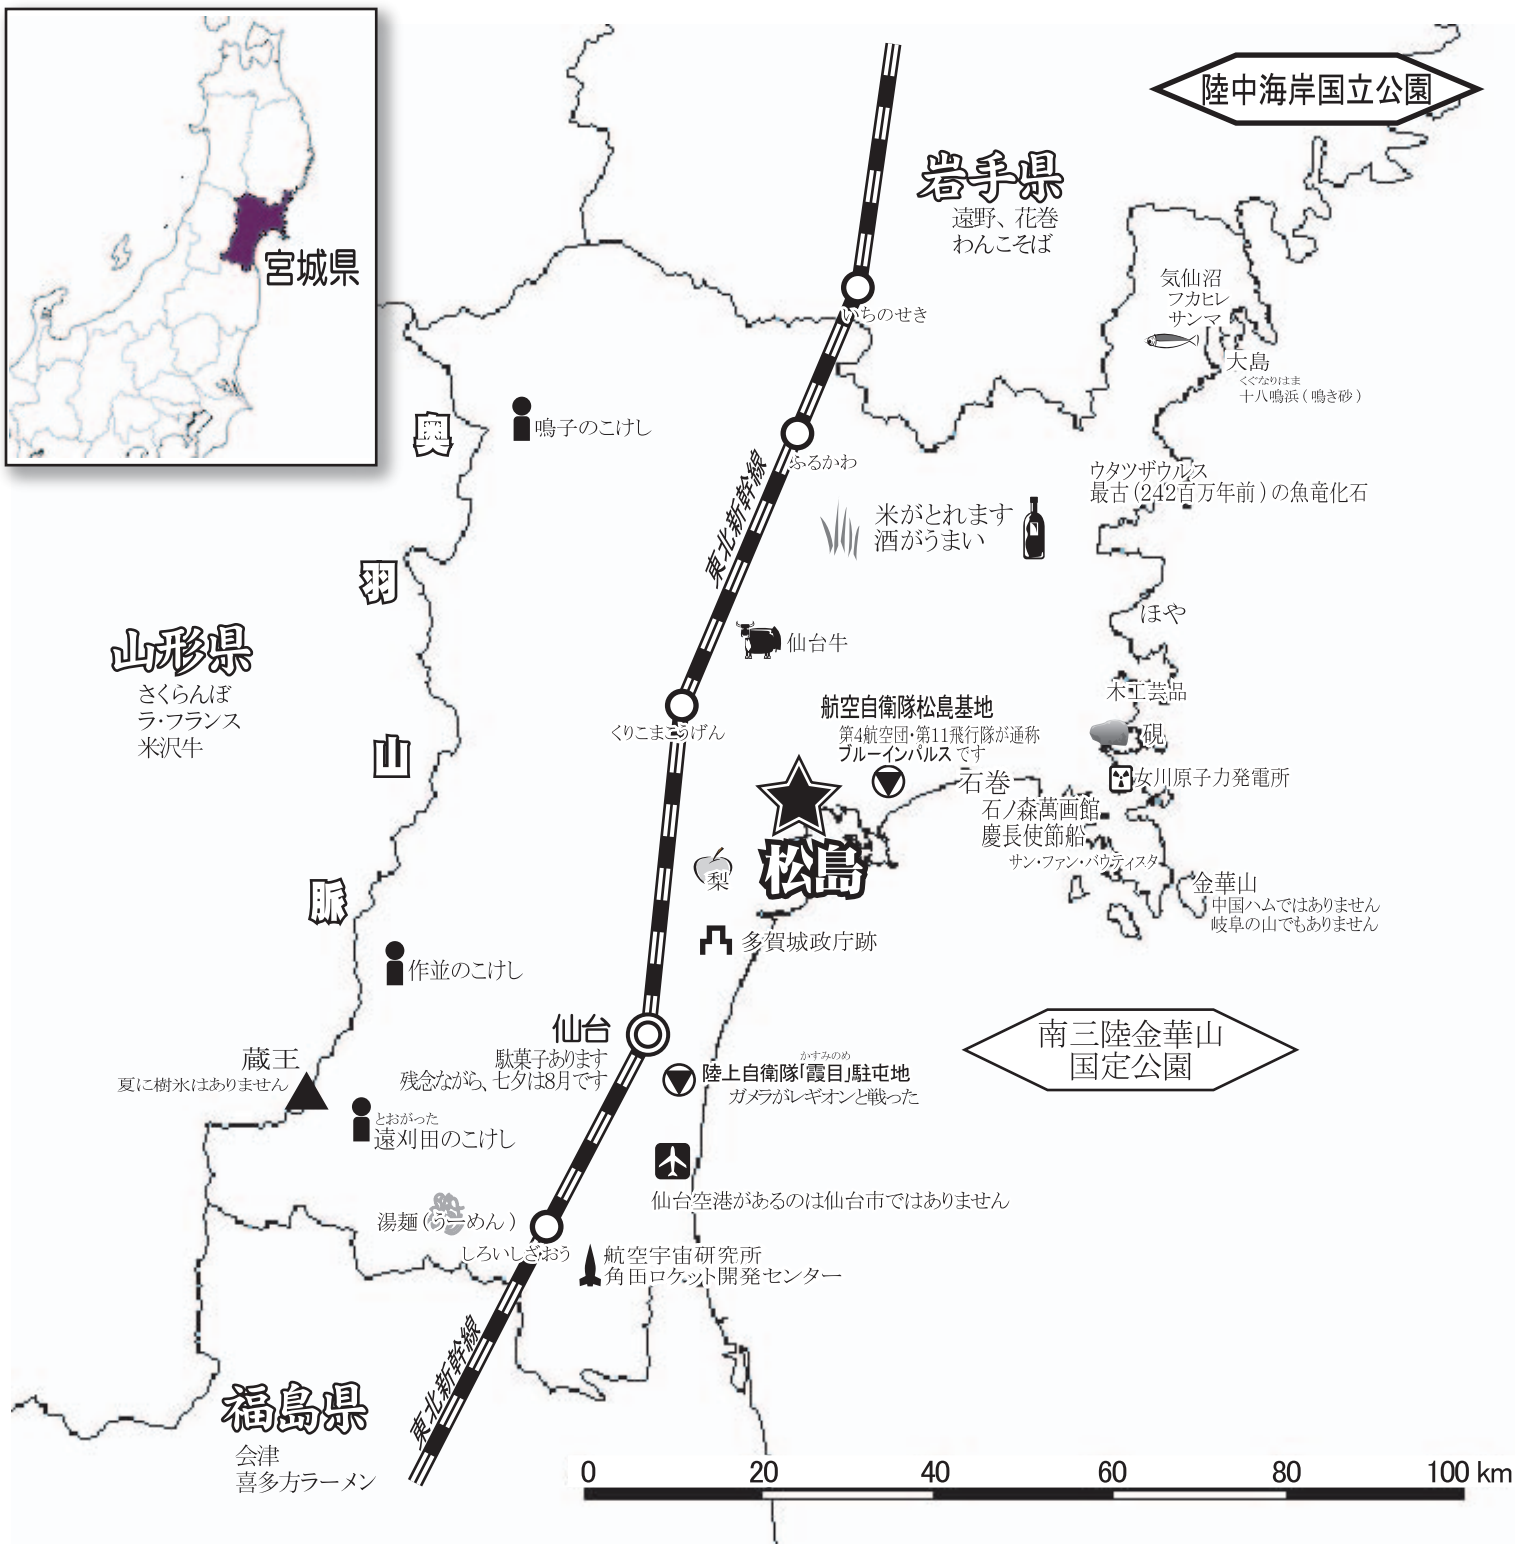 宮城県
陸中海岸国立公園
岩手県
遠野、花巻
わんこそば
気仙沼
フカヒレ
サンマ
いちのせき
大島
くぐなりはま
十八鳴浜(鳴き砂)
奥
羽
山
脈
鳴子のこけし
ふるかわ
東北新幹線
ウタツザウルス
最古(242百万年前)の魚竜化石
米がとれます
酒がうまい
ほや
山形県
さくらんぼ
ラ・フランス
米沢牛
仙台牛
木工芸品
硯
くりこまこうげん
航空自衛隊松島基地
第4航空団・第11飛行隊が通称
ブルーインパルスです
石巻
女川原子力発電所
石ノ森萬画館
慶長使節船
サン・ファン・バウティスタ
松島
梨
金華山
中国ハムではありません
岐阜の山でもありません
多賀城政庁跡
作並のこけし
仙台
駄菓子あります
残念ながら、七夕は8月です
南三陸金華山
国定公園
蔵王
夏に樹氷はありません
かすみのめ
陸上自衛隊「霞目」駐屯地
ガメラがレギオンと戦った
とおがった
遠刈田のこけし
仙台空港があるのは仙台市ではありません
湯麺(うーめん)
しろいしざおう
航空宇宙研究所
角田ロケット開発センター
東北新幹線
福島県
会津
喜多方ラーメン
0 20 40 60 80 100 km